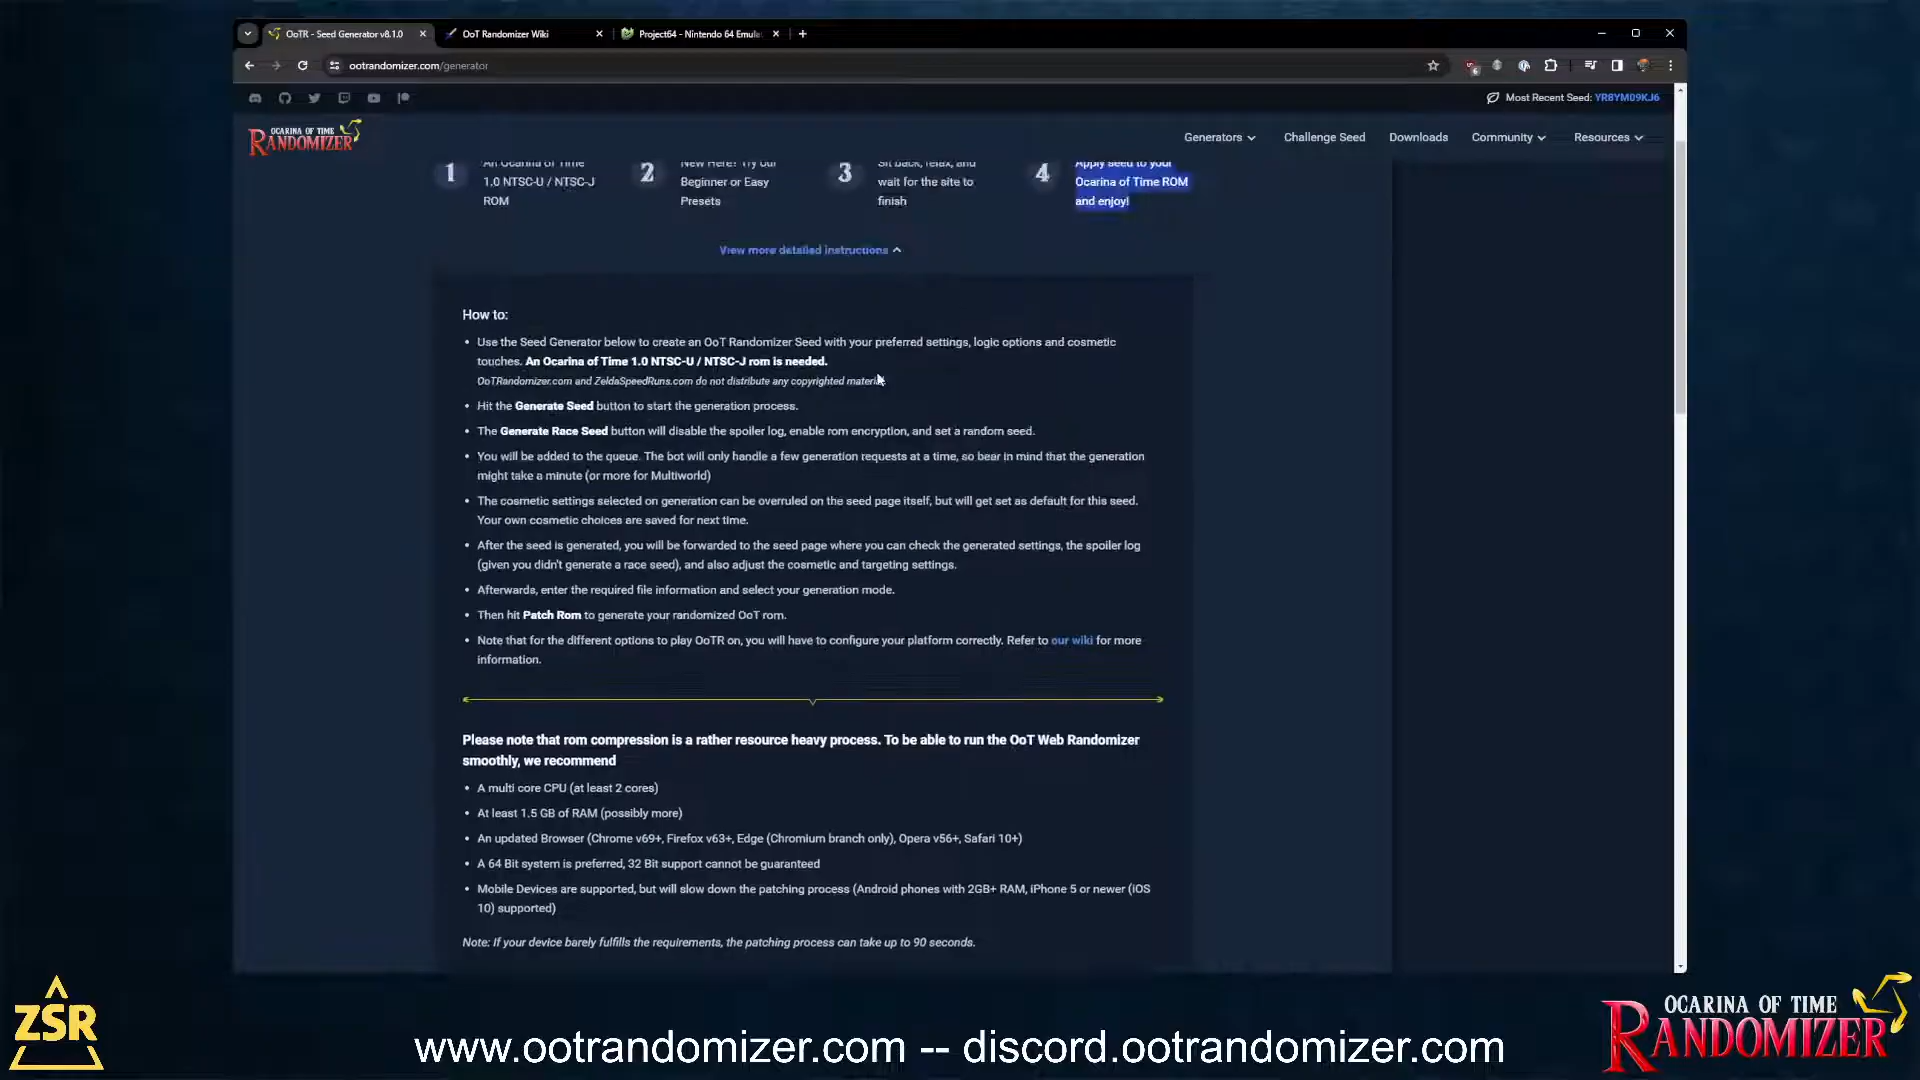 OoTR - Seed Generator v8.1.0
OoT Randomizer Wiki
Project64 - Nintendo 64 Emula
ootrandomizer.com/generator
6
Most Recent Seed: YR8YM09KJ6
OCARINA OF TIME
RANDOMIZER
Generators
Challenge Seed
Downloads
Community
Resources
1
An Ocarina of Time
1.0 NTSC-U / NTSC-J
ROM
2
New Here? Try our
Beginner or Easy
Presets
3
Sit back, relax, and
wait for the site to
finish
4
Apply seed to your
Ocarina of Time ROM
and enjoy!
View more detailed instructions
How to:
• Use the Seed Generator below to create an OoT Randomizer Seed with your preferred settings, logic options and cosmetic
touches. An Ocarina of Time 1.0 NTSC-U / NTSC-J rom is needed.
OoTRandomizer.com and ZeldaSpeedRuns.com do not distribute any copyrighted material.
• Hit the Generate Seed button to start the generation process.
• The Generate Race Seed button will disable the spoiler log, enable rom encryption, and set a random seed.
• You will be added to the queue. The bot will only handle a few generation requests at a time, so bear in mind that the generation
might take a minute (or more for Multiworld)
• The cosmetic settings selected on generation can be overruled on the seed page itself, but will get set as default for this seed.
Your own cosmetic choices are saved for next time.
• After the seed is generated, you will be forwarded to the seed page where you can check the generated settings, the spoiler log
(given you didn't generate a race seed), and also adjust the cosmetic and targeting settings.
• Afterwards, enter the required file information and select your generation mode.
• Then hit Patch Rom to generate your randomized OoT rom.
• Note that for the different options to play OoTR on, you will have to configure your platform correctly. Refer to our wiki for more
information.
Please note that rom compression is a rather resource heavy process. To be able to run the OoT Web Randomizer
smoothly, we recommend
• A multi core CPU (at least 2 cores)
• At least 1.5 GB of RAM (possibly more)
• An updated Browser (Chrome v69+, Firefox v63+, Edge (Chromium branch only), Opera v56+, Safari 10+)
• A 64 Bit system is preferred, 32 Bit support cannot be guaranteed
• Mobile Devices are supported, but will slow down the patching process (Android phones with 2GB+ RAM, iPhone 5 or newer (iOS
10) supported)
Note: If your device barely fulfills the requirements, the patching process can take up to 90 seconds.
ZSR
www.ootrandomizer.com -- discord.ootrandomizer.com
OCARINA OF TIME
RANDOMIZER